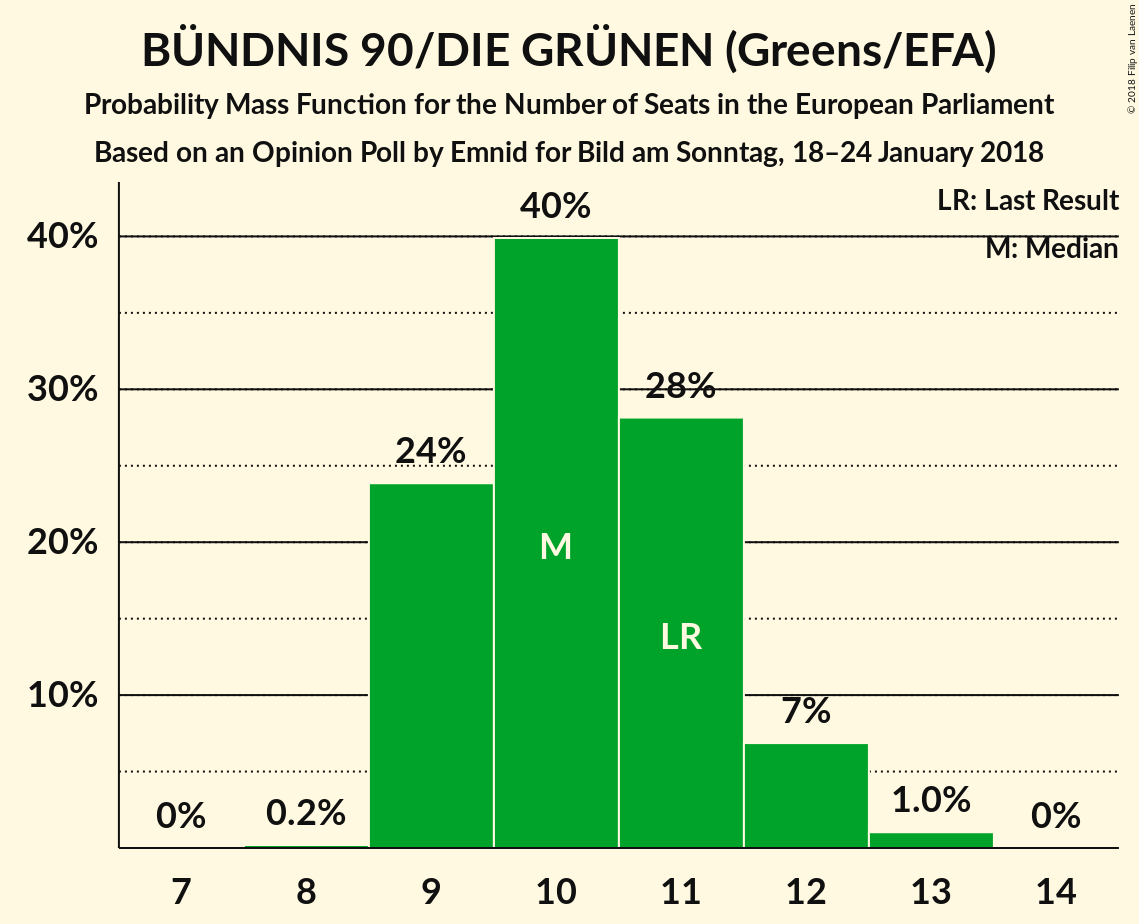 BÜNDNIS 90/DIE GRÜNEN (Greens/EFA)
Probability Mass Function for the Number of Seats in the European Parliament
Based on an Opinion Poll by Emnid for Bild am Sonntag, 18–24 January 2018
© 2018 Filip van Laenen
LR: Last Result
M: Median
40%
30%
20%
10%
0%
0.2%
24%
40%
28%
7%
1.0%
0%
M
LR
7 8 9 10 11 12 13 14